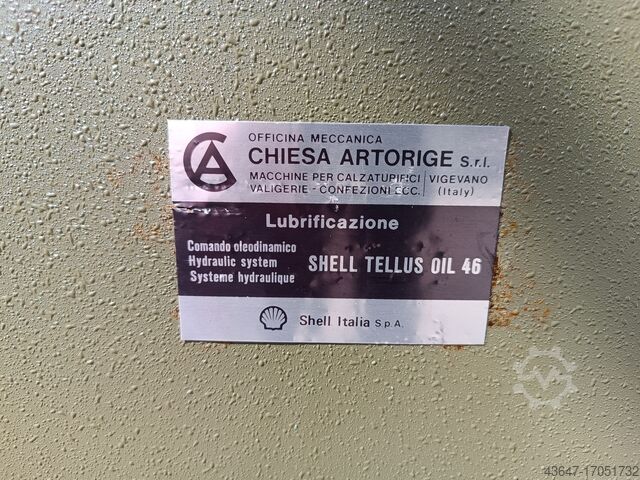 OFFICINA MECCANICA
CHIESA ARTORIGE S.r.l.
MACCHINE PER CALZATURIFICI VIGEVANO
VALIGERIE - CONFEZIONI ECC. (Italy)
Lubrificazione
Comando oleodinamico
Hydraulic system SHELL TELLUS OIL 46
Systeme hydraulique
Shell Italia S.p.A.
43647-17051732